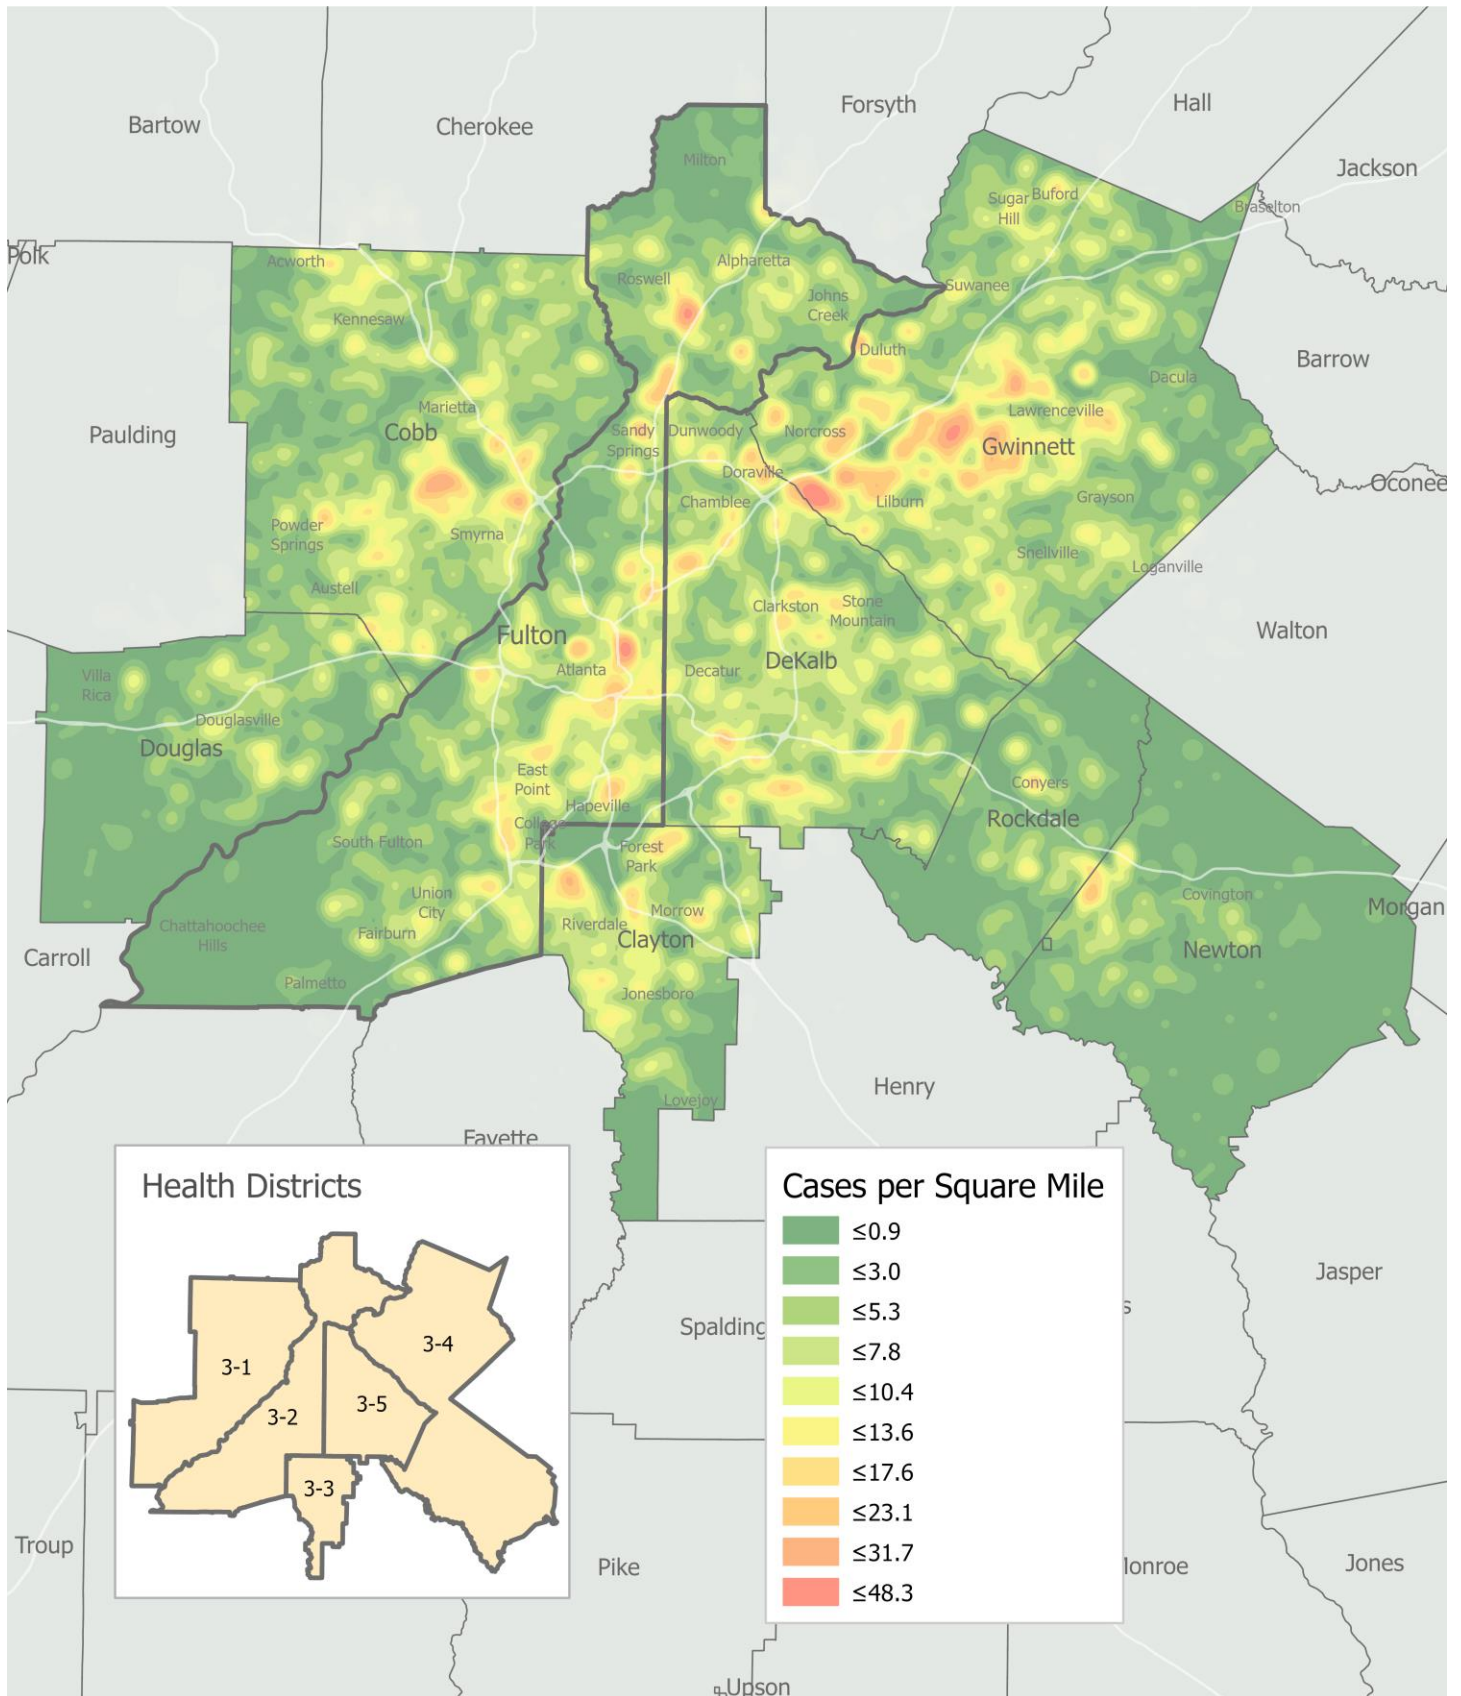 Forsyth
Hall
Bartow
Cherokee
Milton
Jackson
Sugar
Hill
Buford
Braselton
Polk
Acworth
Roswell
Alpharetta
Johns
Creek
Suwanee
Kennesaw
Duluth
Barrow
Dacula
Marietta
Cobb
Paulding
Sandy
Springs
Dunwoody
Norcross
Lawrenceville
Gwinnett
Doraville
Chamblee
Lilburn
Grayson
Oconee
Powder
Springs
Smyrna
Snellville
Loganville
Austell
Clarkston
Stone
Mountain
Fulton
Walton
Atlanta
Decatur
DeKalb
Villa
Rica
Douglasville
Douglas
East
Point
Hapeville
College
Park
Conyers
Rockdale
South Fulton
Forest
Park
Union
City
Riverdale
Morrow
Covington
Morgan
Chattahoochee
Hills
Fairburn
Clayton
Newton
Carroll
Palmetto
Jonesboro
Henry
Lovejoy
Fayette
Health Districts
3-1
3-2
3-3
3-4
3-5
Cases per Square Mile
≤0.9
≤3.0
≤5.3
≤7.8
≤10.4
≤13.6
≤17.6
≤23.1
≤31.7
≤48.3
Spalding
s
Jasper
Troup
Pike
onroe
Jones
Upson